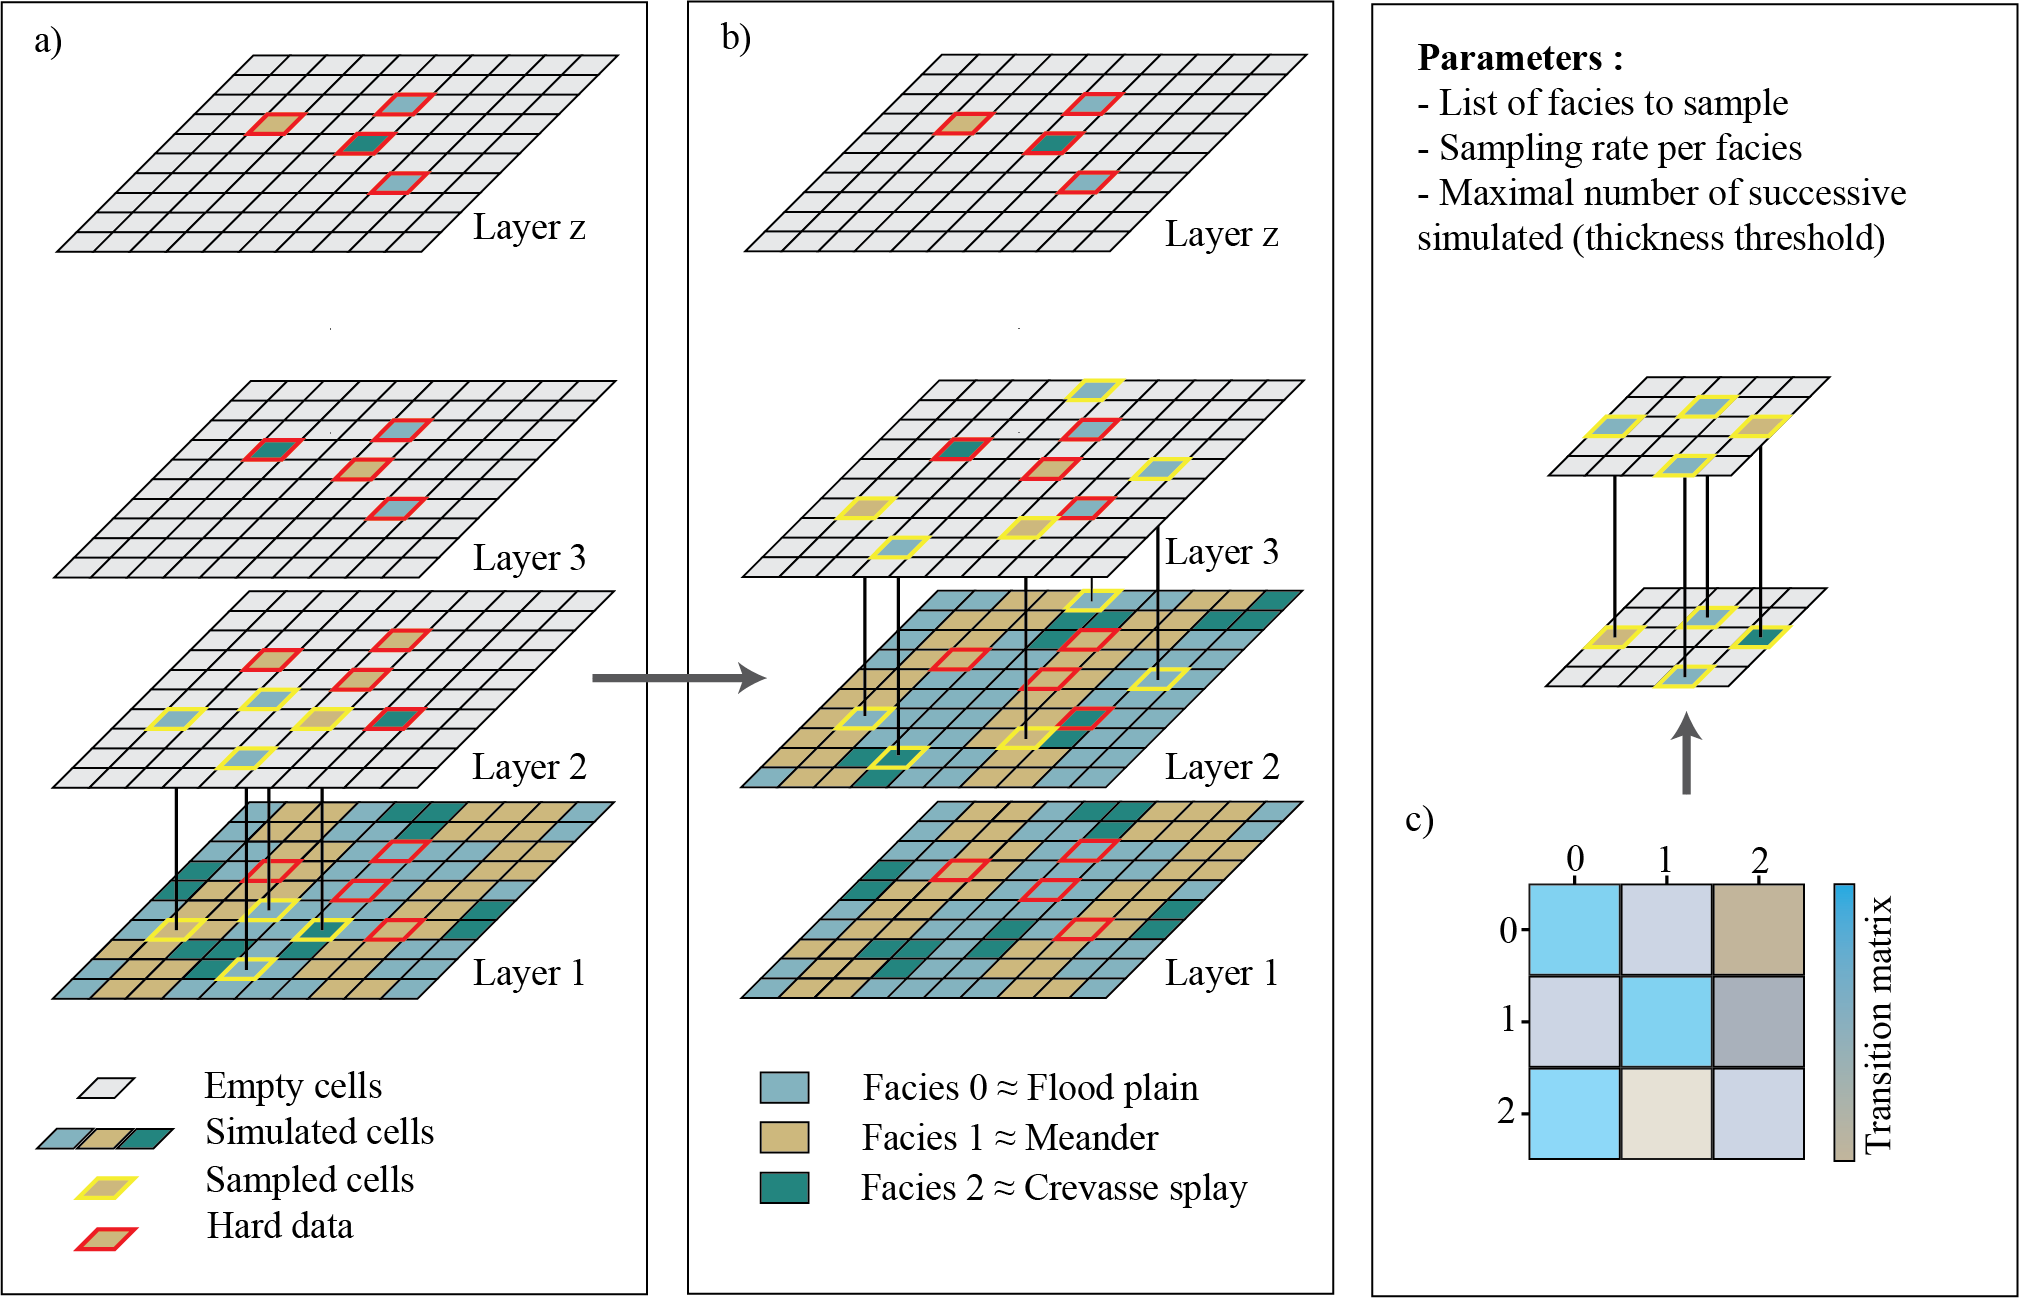 a)
Layer z
Layer 3
Layer 2
Layer 1
Empty cells
Simulated cells
Sampled cells
Hard data
b)
Layer z
Layer 3
Layer 2
Layer 1
Facies 0 ≈ Flood plain
Facies 1 ≈ Meander
Facies 2 ≈ Crevasse splay
Parameters :
- List of facies to sample
- Sampling rate per facies
- Maximal number of successive
simulated (thickness threshold)
c)
0 1 2
0
1
2
Transition matrix